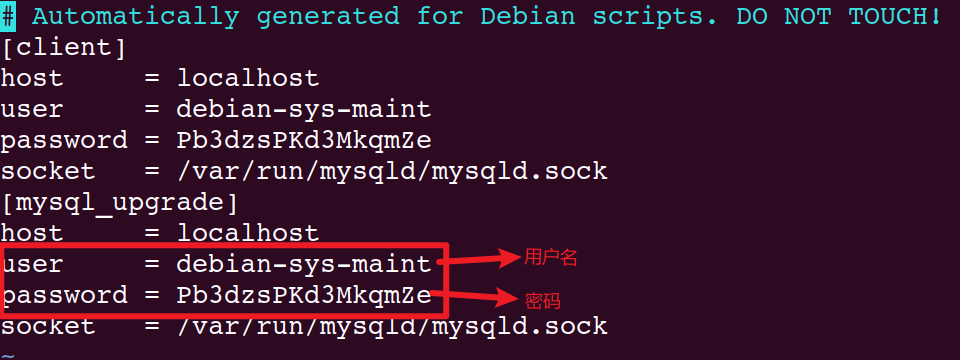 # Automatically generated for Debian scripts. DO NOT TOUCH!
[client]
host     = localhost
user     = debian-sys-maint
password = Pb3dzsPKd3MkqmZe
socket   = /var/run/mysqld/mysqld.sock
[mysql_upgrade]
host     = localhost
user     = debian-sys-maint 用户名
password = Pb3dzsPKd3MkqmZe 密码
socket   = /var/run/mysqld/mysqld.sock
~